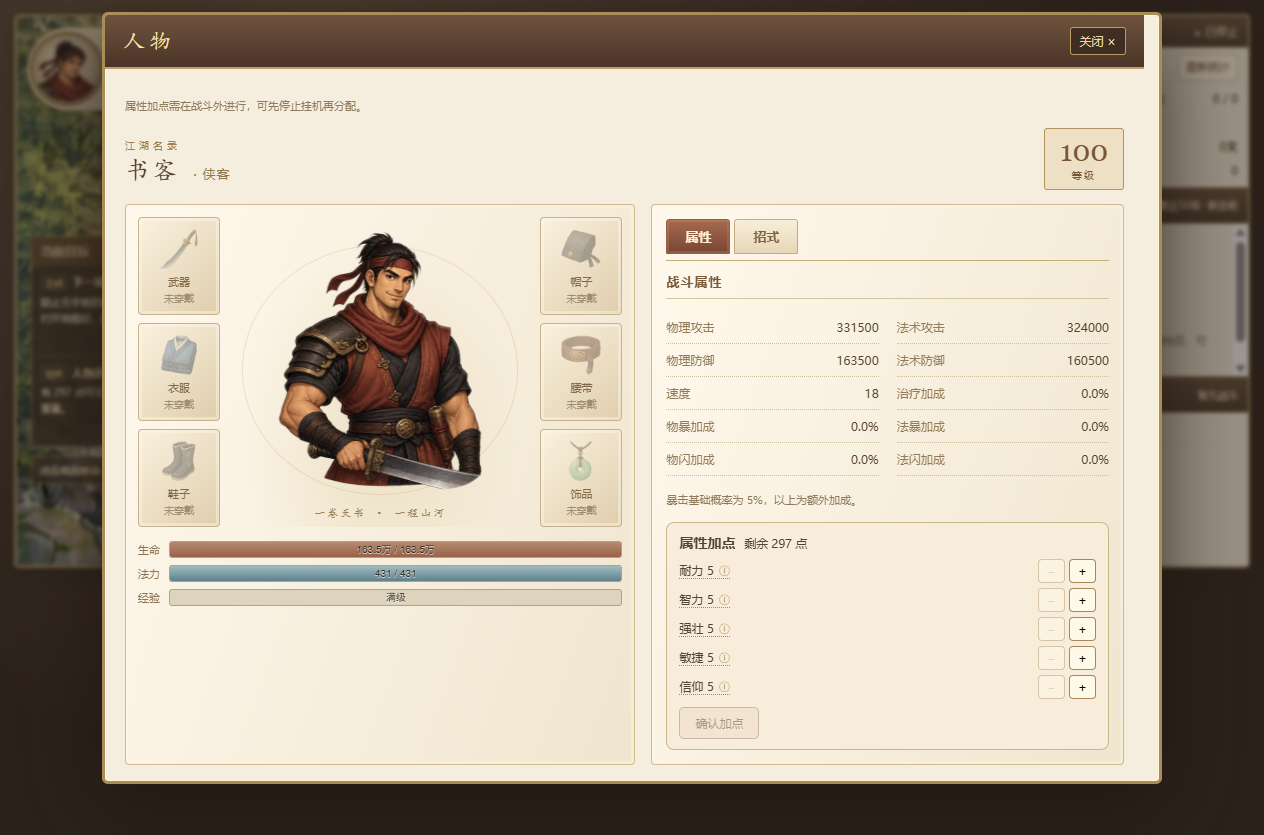 人物
关闭 ×
属性加点需在战斗外进行，可先停止挂机再分配。
江湖名录
书客 · 侠客
100
等级
武器
未穿戴
衣服
未穿戴
鞋子
未穿戴
帽子
未穿戴
腰带
未穿戴
饰品
未穿戴
一卷天书 · 一程山河
生命 163.5万 / 163.5万
法力 431 / 431
经验 满级
属性 招式
战斗属性
物理攻击 331500 法术攻击 324000
物理防御 163500 法术防御 160500
速度 18 治疗加成 0.0%
物暴加成 0.0% 法暴加成 0.0%
物闪加成 0.0% 法闪加成 0.0%
暴击基础概率为 5%，以上为额外加成。
属性加点 剩余 297 点
耐力 5 ⓘ − +
智力 5 ⓘ − +
强壮 5 ⓘ − +
敏捷 5 ⓘ − +
信仰 5 ⓘ − +
确认加点